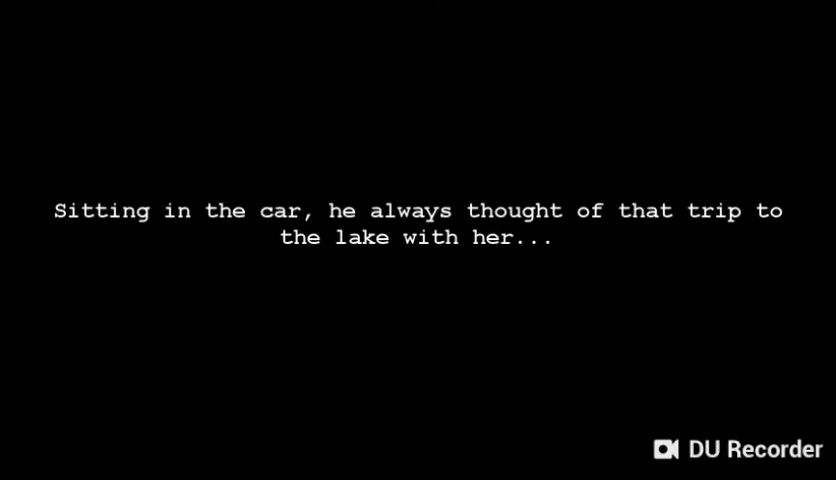 Sitting in the car, he always thought of that trip to
the lake with her...
DU Recorder